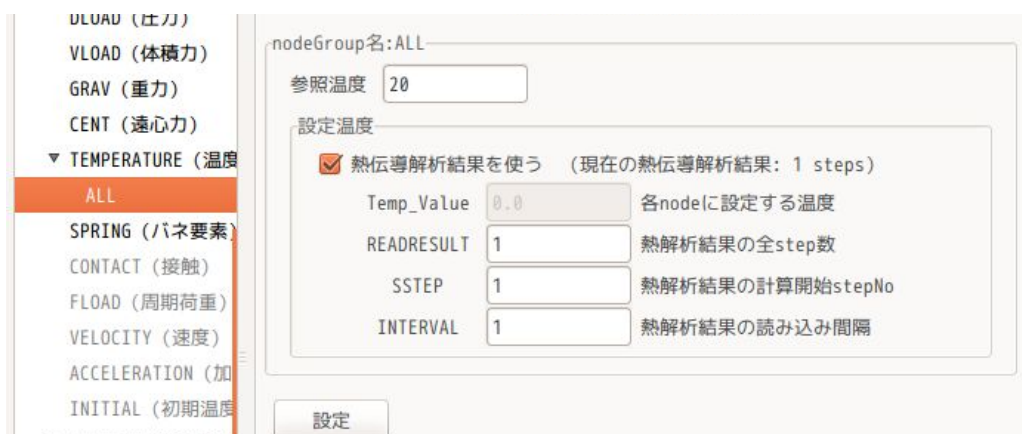 DLOAD (圧力)
VLOAD (体積力)
GRAV (重力)
CENT (遠心力)
▼ TEMPERATURE (温度
ALL
SPRING (バネ要素)
CONTACT (接触)
FLOAD (周期荷重)
VELOCITY (速度)
ACCELERATION (加
INITIAL (初期温度
nodeGroup名:ALL
参照温度 20
設定温度
熱伝導解析結果を使う (現在の熱伝導解析結果: 1 steps)
Temp_Value 0.0 各nodeに設定する温度
READRESULT 1 熱解析結果の全step数
SSTEP 1 熱解析結果の計算開始stepNo
INTERVAL 1 熱解析結果の読み込み間隔
設定